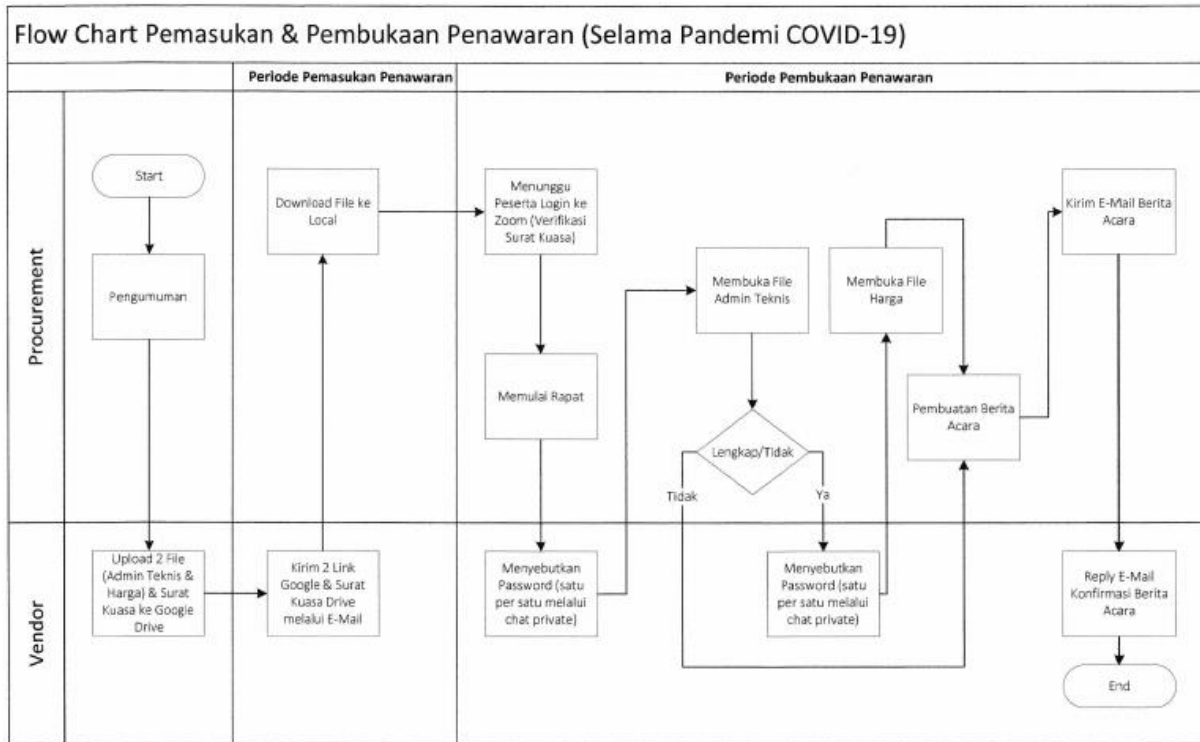 Flow Chart Pemasukan & Pembukaan Penawaran (Selama Pandemi COVID-19)
Periode Pemasukan Penawaran
Periode Pembukaan Penawaran
Procurement
Start
Pengumuman
Download File ke
Local
Menunggu
Peserta Login ke
Zoom (Verifikasi
Surat Kuasa)
Memulai Rapat
Membuka File
Admin Teknis
Lengkap/Tidak
Tidak
Ya
Membuka File
Harga
Pembuatan Berita
Acara
Kirim E-Mail Berita
Acara
Vendor
Upload 2 File
(Admin Teknis &
Harga) & Surat
Kuasa ke Google
Drive
Kirim 2 Link
Google & Surat
Kuasa Drive
melalui E-Mail
Menyebutkan
Password (satu
per satu melalui
chat private)
Menyebutkan
Password (satu
per satu melalui
chat private)
Reply E-Mail
Konfirmasi Berita
Acara
End